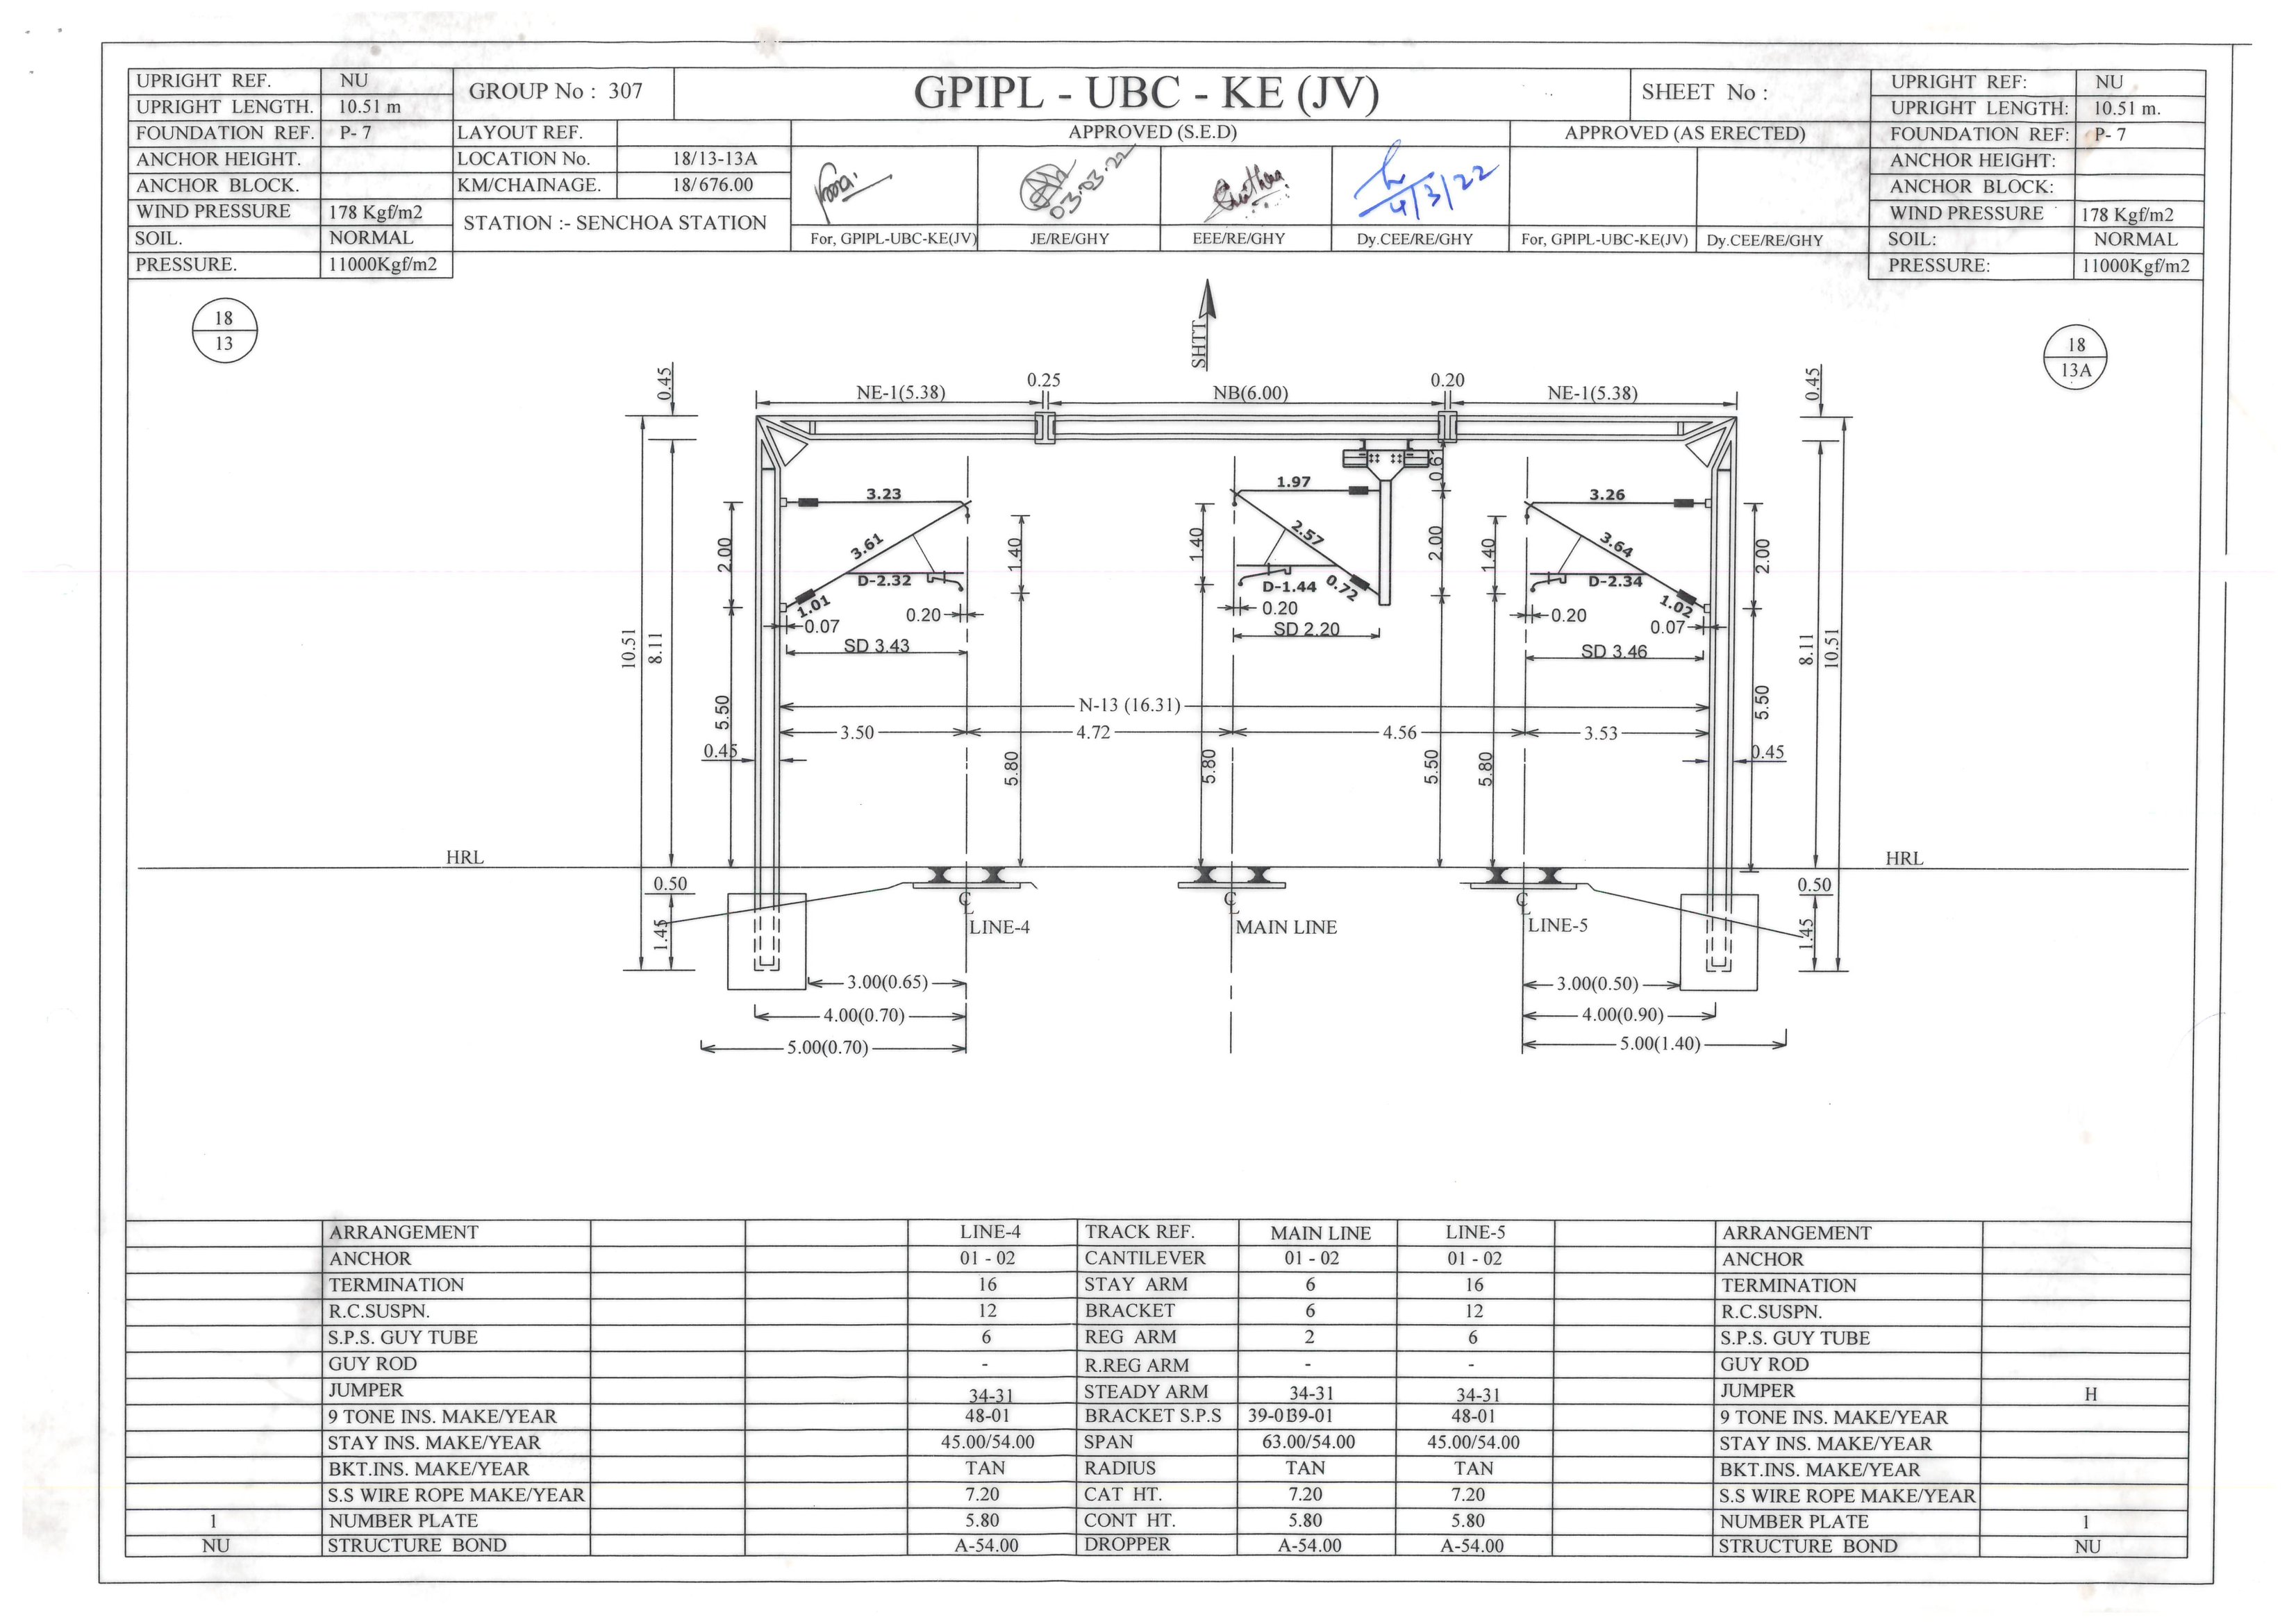 UPRIGHT REF. NU
UPRIGHT LENGTH. 10.51 m
FOUNDATION REF. P- 7
ANCHOR HEIGHT.
ANCHOR BLOCK.
WIND PRESSURE 178 Kgf/m2
SOIL. NORMAL
PRESSURE. 11000Kgf/m2
GROUP No : 307
LAYOUT REF.
LOCATION No. 18/13-13A
KM/CHAINAGE. 18/676.00
STATION :- SENCHOA STATION
GPIPL - UBC - KE (JV)
SHEET No :
APPROVED (S.E.D)
APPROVED (AS ERECTED)
03.03.22
4/3/22
For, GPIPL-UBC-KE(JV) JE/RE/GHY EEE/RE/GHY Dy.CEE/RE/GHY For, GPIPL-UBC-KE(JV) Dy.CEE/RE/GHY
UPRIGHT REF: NU
UPRIGHT LENGTH: 10.51 m.
FOUNDATION REF: P- 7
ANCHOR HEIGHT:
ANCHOR BLOCK:
WIND PRESSURE 178 Kgf/m2
SOIL: NORMAL
PRESSURE: 11000Kgf/m2
18
13
SHTT
18
13A
0.45
NE-1(5.38)
0.25
NB(6.00)
0.20
NE-1(5.38)
0.45
3.23
1.97
3.26
2.00
3.61
1.40
1.40
2.57
2.00
1.40
3.64
2.00
D-2.32
D-1.44
0.72
D-2.34
1.01
1.02
0.07
0.20
0.20
0.20
0.07
SD 3.43
SD 2.20
SD 3.46
10.51
8.11
8.11
10.51
5.50
N-13 (16.31)
5.50
3.50
4.72
4.56
3.53
0.45
5.80
5.80
5.50
5.80
0.45
HRL
HRL
0.50
0.50
1.45
1.45
LINE-4
MAIN LINE
LINE-5
3.00(0.65)
3.00(0.50)
4.00(0.70)
4.00(0.90)
5.00(0.70)
5.00(1.40)
ARRANGEMENT LINE-4 TRACK REF. MAIN LINE LINE-5 ARRANGEMENT
ANCHOR 01 - 02 CANTILEVER 01 - 02 01 - 02 ANCHOR
TERMINATION 16 STAY ARM 6 16 TERMINATION
R.C.SUSPN. 12 BRACKET 6 12 R.C.SUSPN.
S.P.S. GUY TUBE 6 REG ARM 2 6 S.P.S. GUY TUBE
GUY ROD - R.REG ARM - - GUY ROD
JUMPER 34-31 STEADY ARM 34-31 34-31 JUMPER H
9 TONE INS. MAKE/YEAR 48-01 BRACKET S.P.S 39-01 39-01 48-01 9 TONE INS. MAKE/YEAR
STAY INS. MAKE/YEAR 45.00/54.00 SPAN 63.00/54.00 45.00/54.00 STAY INS. MAKE/YEAR
BKT.INS. MAKE/YEAR TAN RADIUS TAN TAN BKT.INS. MAKE/YEAR
S.S WIRE ROPE MAKE/YEAR 7.20 CAT HT. 7.20 7.20 S.S WIRE ROPE MAKE/YEAR
1 NUMBER PLATE 5.80 CONT HT. 5.80 5.80 NUMBER PLATE 1
NU STRUCTURE BOND A-54.00 DROPPER A-54.00 A-54.00 STRUCTURE BOND NU